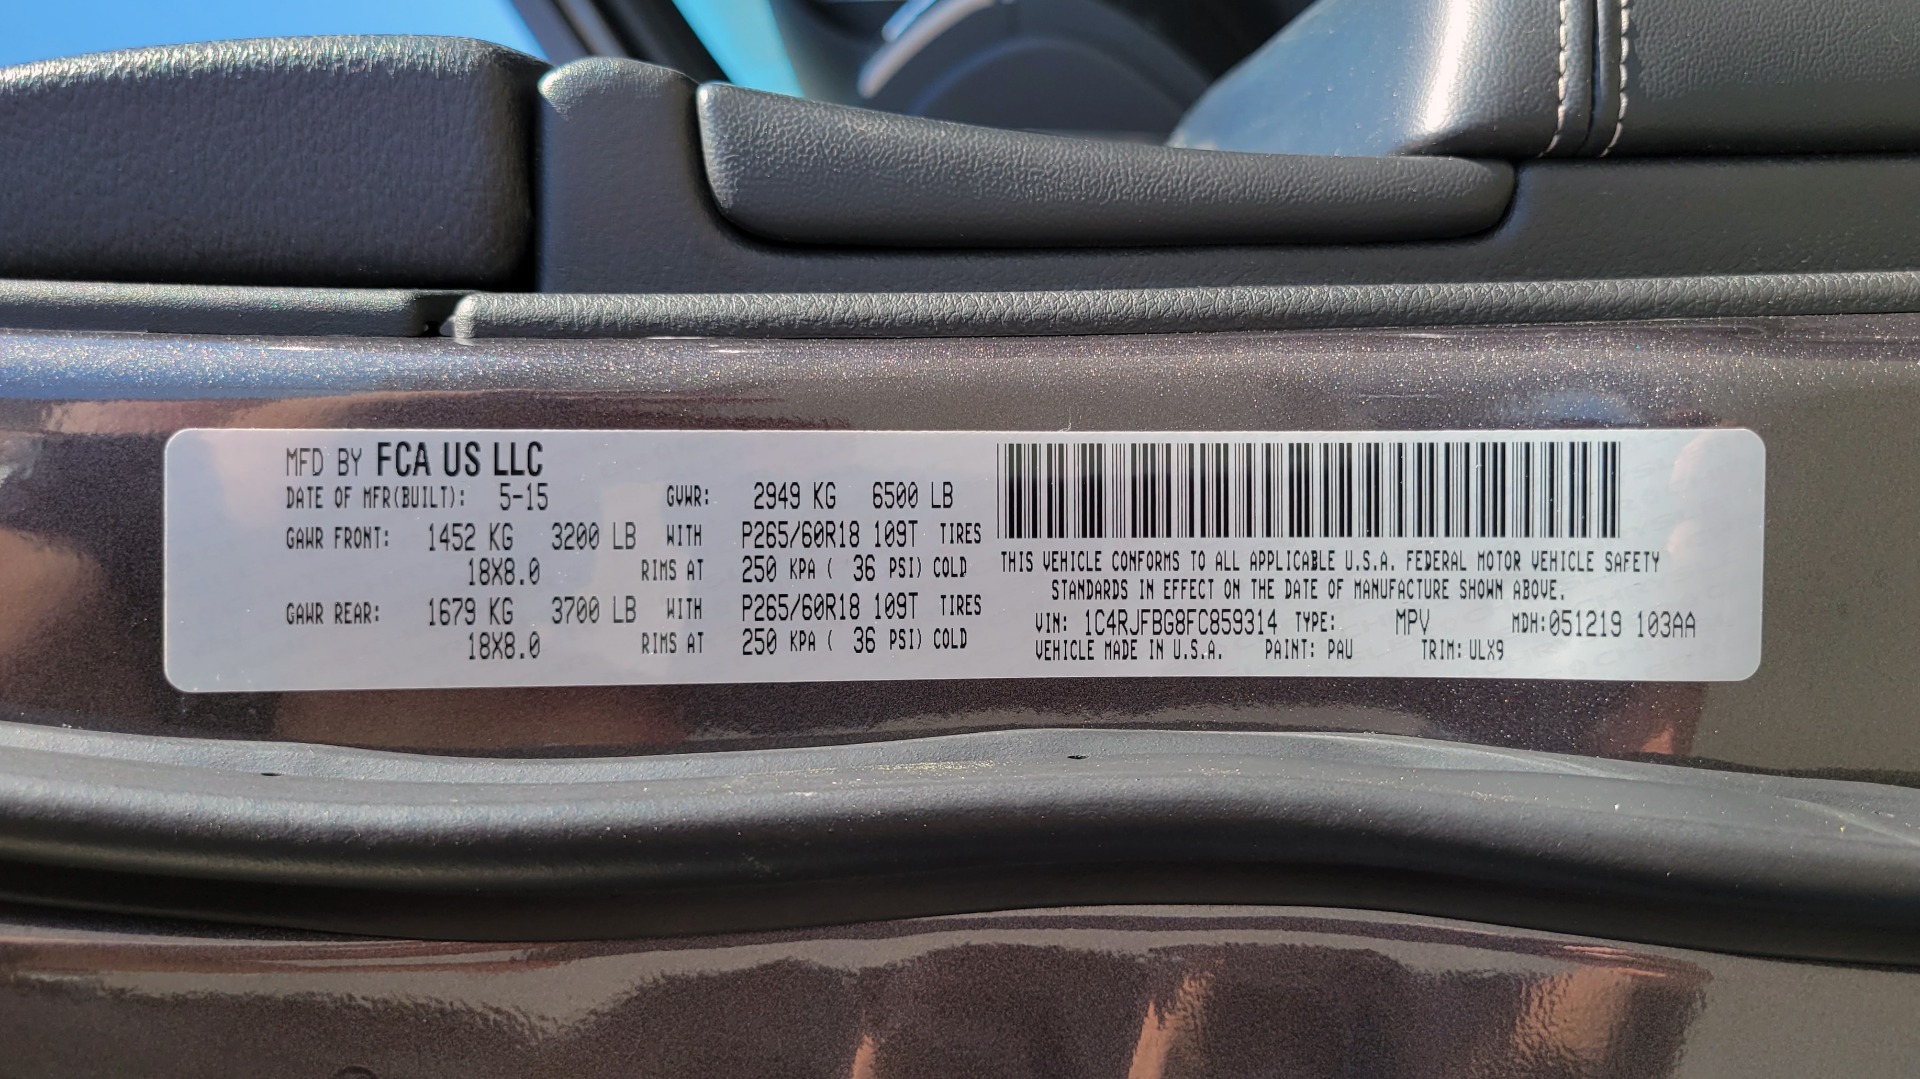 MFD BY FCA US LLC
DATE OF MFR(BUILT): 5-15 GVWR: 2949 KG 6500 LB
GAWR FRONT: 1452 KG 3200 LB WITH P265/60R18 109T TIRES
18X8.0 RIMS AT 250 KPA ( 36 PSI) COLD
GAWR REAR: 1679 KG 3700 LB WITH P265/60R18 109T TIRES
18X8.0 RIMS AT 250 KPA ( 36 PSI) COLD
THIS VEHICLE CONFORMS TO ALL APPLICABLE U.S.A. FEDERAL MOTOR VEHICLE SAFETY
STANDARDS IN EFFECT ON THE DATE OF MANUFACTURE SHOWN ABOVE.
VIN: 1C4RJFBG8FC859314 TYPE: MPV MDH:051219 103AA
VEHICLE MADE IN U.S.A. PAINT: PAU TRIM: ULX9